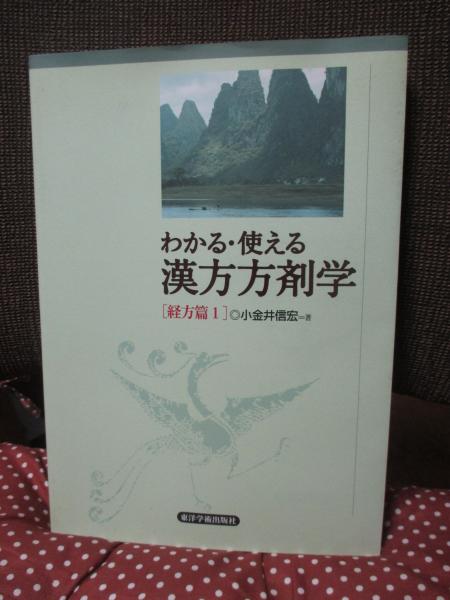 わかる・使える
漢方方剤学
[経方篇1]◎小金井信宏=著
東洋学術出版社